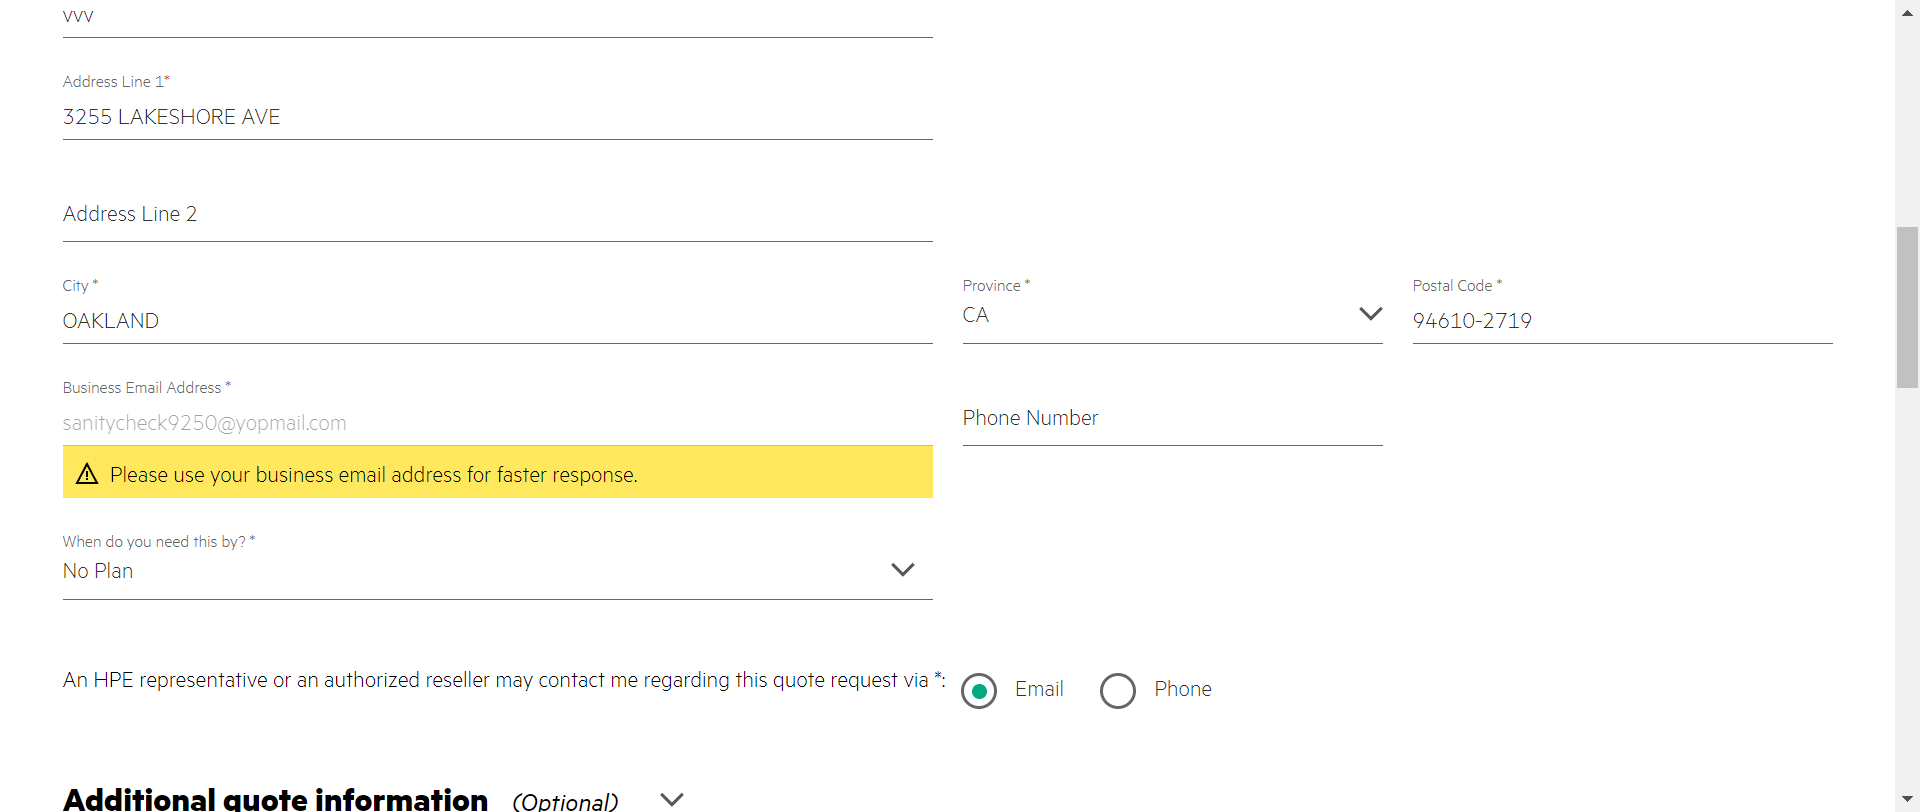 VVV
Address Line 1*
3255 LAKESHORE AVE
Address Line 2
City *
OAKLAND
Province *
CA
Postal Code *
94610-2719
Business Email Address *
sanitycheck9250@yopmail.com
Phone Number
Please use your business email address for faster response.
When do you need this by? *
No Plan
An HPE representative or an authorized reseller may contact me regarding this quote request via *:
Email
Phone
Additional quote information (Optional)